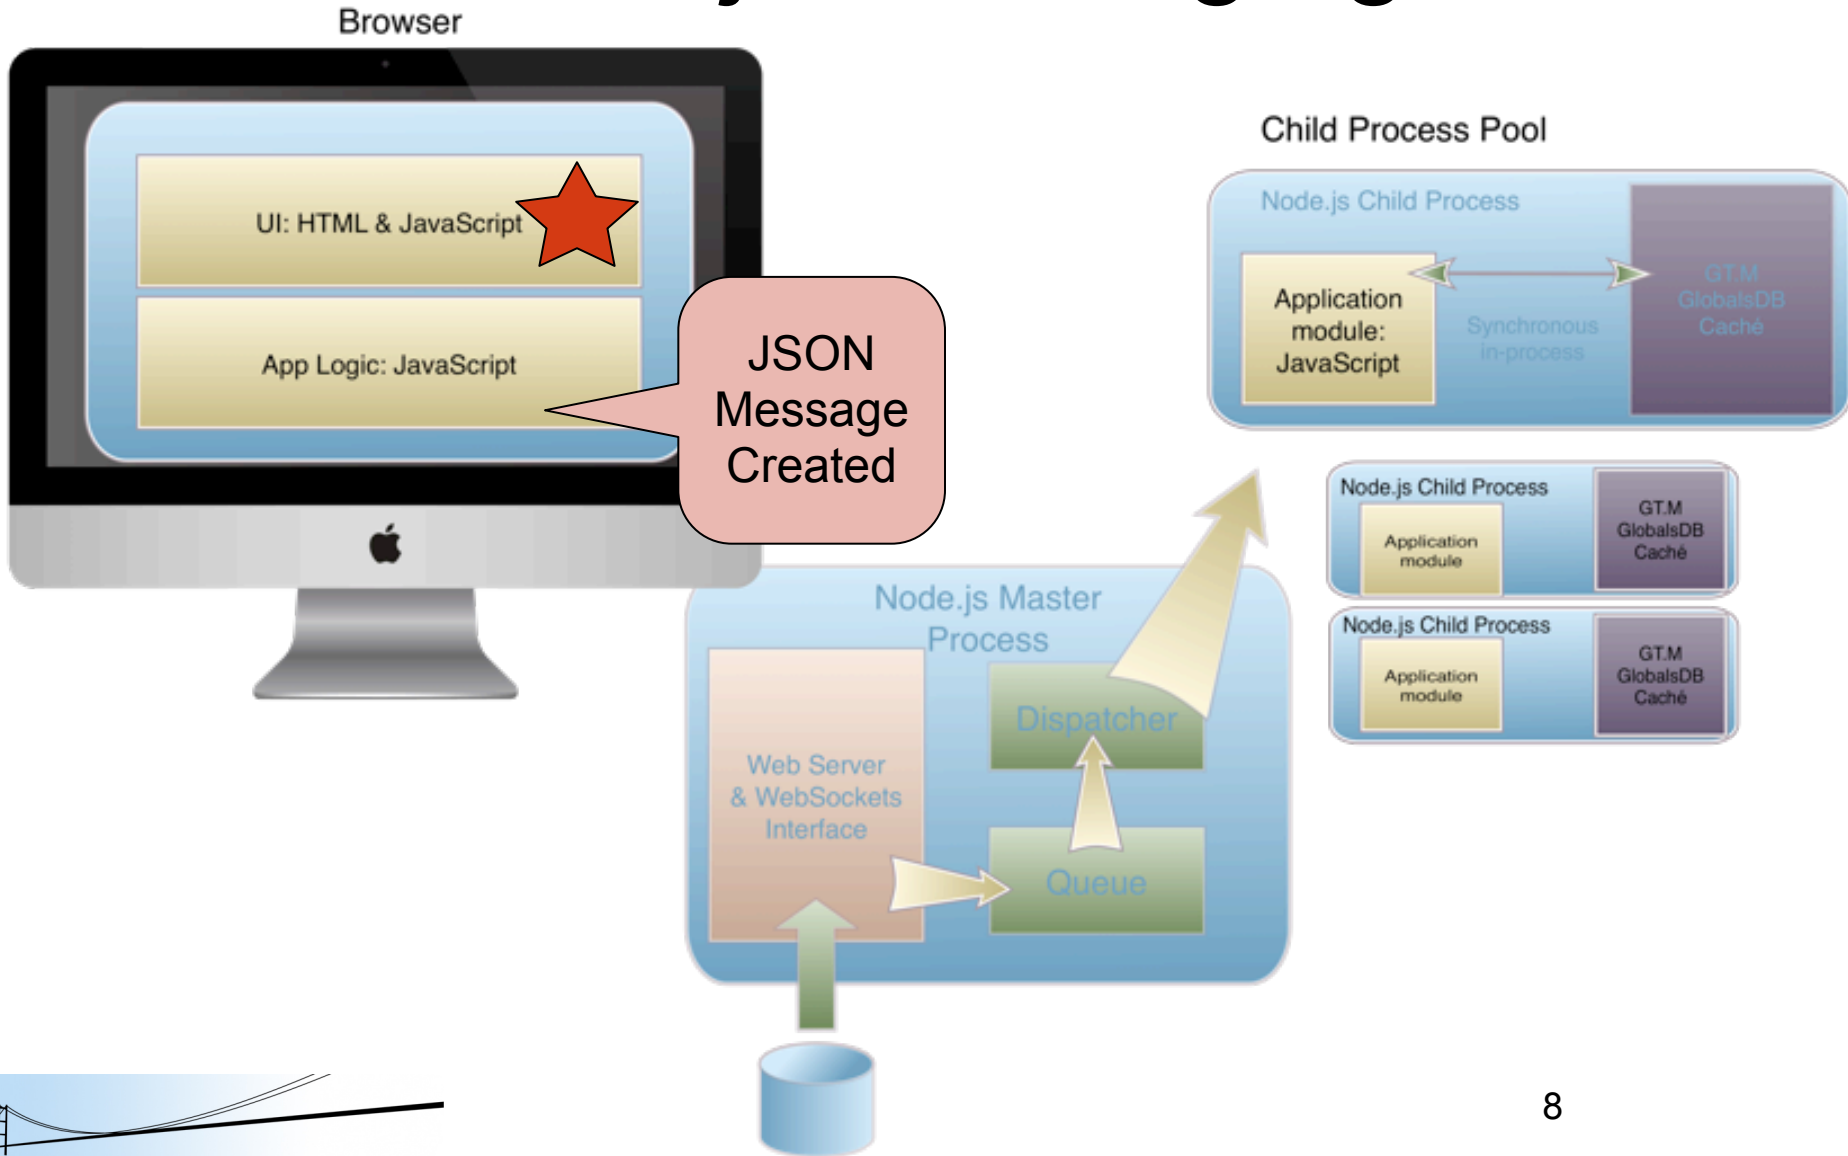 Browser
UI: HTML & JavaScript
App Logic: JavaScript
JSON
Message
Created
Child Process Pool
Node.js Child Process
Application
module:
JavaScript
Synchronous
in-process
GT.M
GlobalsDB
Caché
Node.js Child Process
Application
module
GT.M
GlobalsDB
Caché
Node.js Child Process
Application
module
GT.M
GlobalsDB
Caché
Node.js Master
Process
Web Server
& WebSockets
Interface
Dispatcher
Queue
8